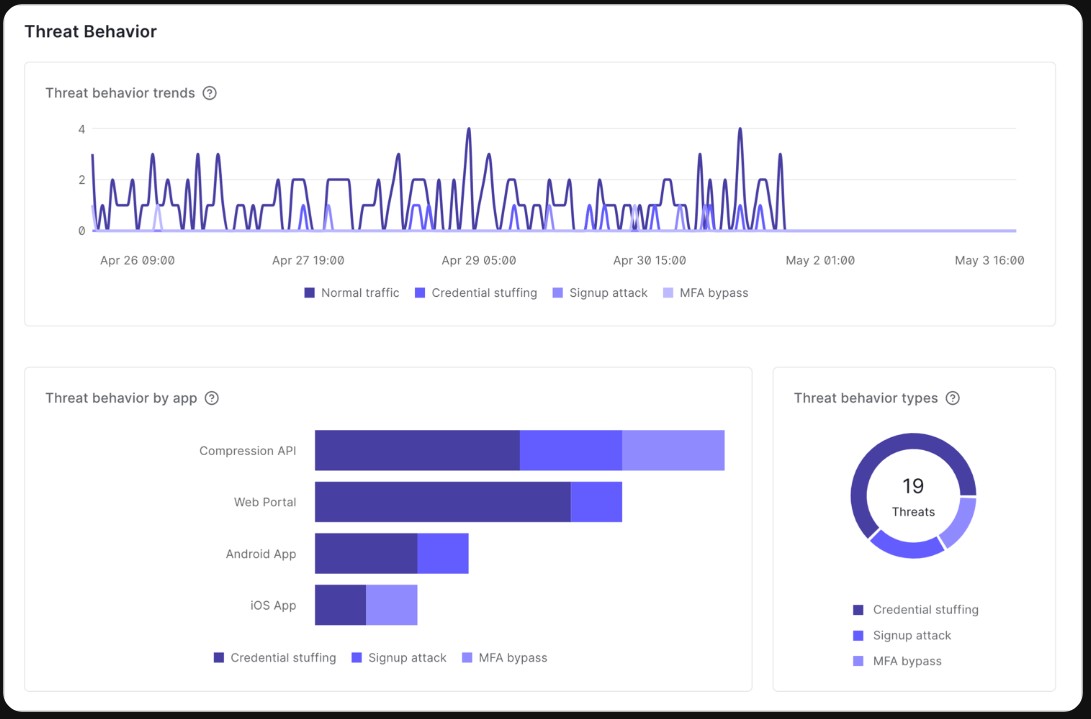 Threat Behavior
Threat behavior trends ?
4
2
0
Apr 26 09:00 Apr 27 19:00 Apr 29 05:00 Apr 30 15:00 May 2 01:00 May 3 16:00
Normal traffic Credential stuffing Signup attack MFA bypass
Threat behavior by app ?
Compression API
Web Portal
Android App
iOS App
Credential stuffing Signup attack MFA bypass
Threat behavior types ?
19
Threats
Credential stuffing
Signup attack
MFA bypass